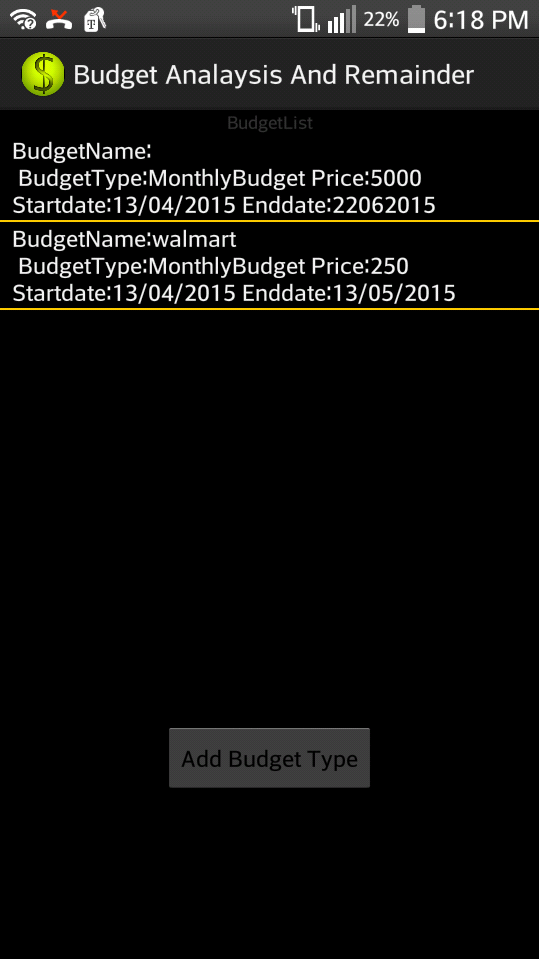 22% 6:18 PM
Budget Analaysis And Remainder
BudgetList
BudgetName:
BudgetType:MonthlyBudget Price:5000
Startdate:13/04/2015 Enddate:22062015
BudgetName:walmart
BudgetType:MonthlyBudget Price:250
Startdate:13/04/2015 Enddate:13/05/2015
Add Budget Type